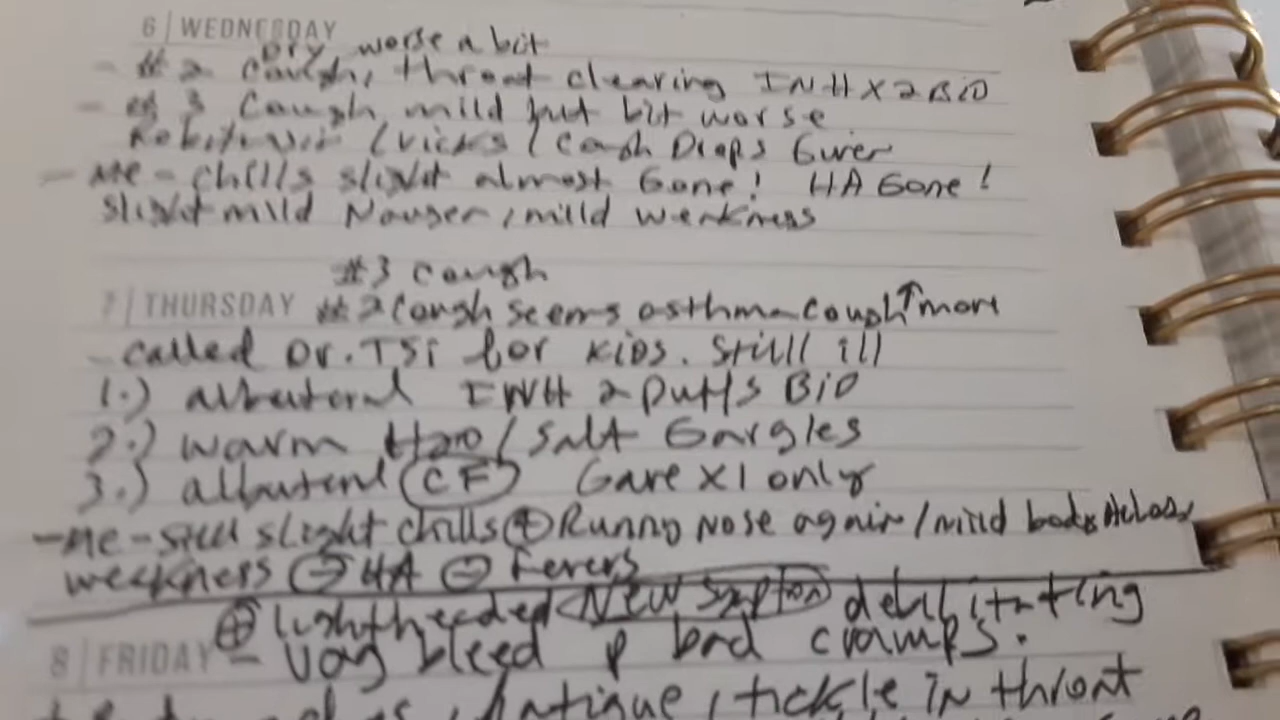 6 | WEDNESDAY
Dry worse a bit
- #2 cough, throat clearing INH X 2 BID
- #3 Cough mild but bit worse
Robitussin / Vicks / Cough Drops Given
- Me - chills slight almost Gone! HA Gone!
slight mild Nausea, mild weakness
#3 cough
7 | THURSDAY #2 Cough seems asthma cough ↑ more
- called Dr. TSi for Kids. Still ill
1.) albuterol INH 2 puffs BID
2.) warm H2O / Salt Gargles
3.) albuterol CF Gave X1 only
- Me - still slight chills ⊕ Runny Nose again / mild body Aches,
weakness ⊖ HA ⊖ Fevers
⊕ lightheaded New Symptom debilitating
8 | FRIDAY - Vag bleed p bad cramps.
fatigue, tickle in throat